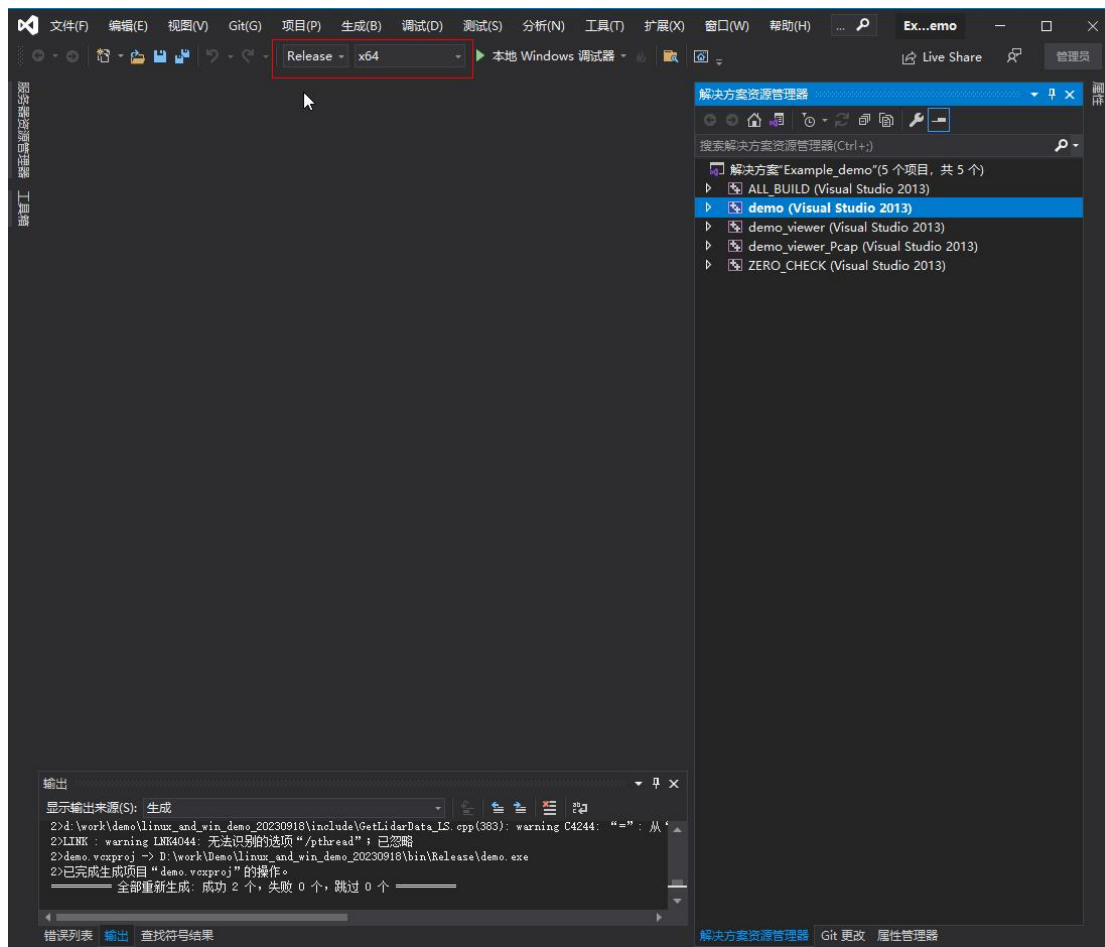 文件(F) 编辑(E) 视图(V) Git(G) 项目(P) 生成(B) 调试(D) 测试(S) 分析(N) 工具(T) 扩展(X) 窗口(W) 帮助(H) ... Ex...emo
Release x64 本地 Windows 调试器 Live Share 管理员
服务器资源管理器
工具箱
解决方案资源管理器
属性
搜索解决方案资源管理器(Ctrl+;)
解决方案"Example_demo"(5 个项目，共 5 个)
ALL_BUILD (Visual Studio 2013)
demo (Visual Studio 2013)
demo_viewer (Visual Studio 2013)
demo_viewer_Pcap (Visual Studio 2013)
ZERO_CHECK (Visual Studio 2013)
输出
显示输出来源(S): 生成
2>d:\work\demo\linux_and_win_demo_20230918\include\GetLidarData_LS.cpp(383): warning C4244: “=”: 从“
2>LINK : warning LNK4044: 无法识别的选项“/pthread”；已忽略
2>demo.vcxproj -> D:\work\Demo\linux_and_win_demo_20230918\bin\Release\demo.exe
2>已完成生成项目“demo.vcxproj”的操作。
========== 全部重新生成: 成功 2 个，失败 0 个，跳过 0 个 ==========
错误列表 输出 查找符号结果
解决方案资源管理器 Git 更改 属性管理器